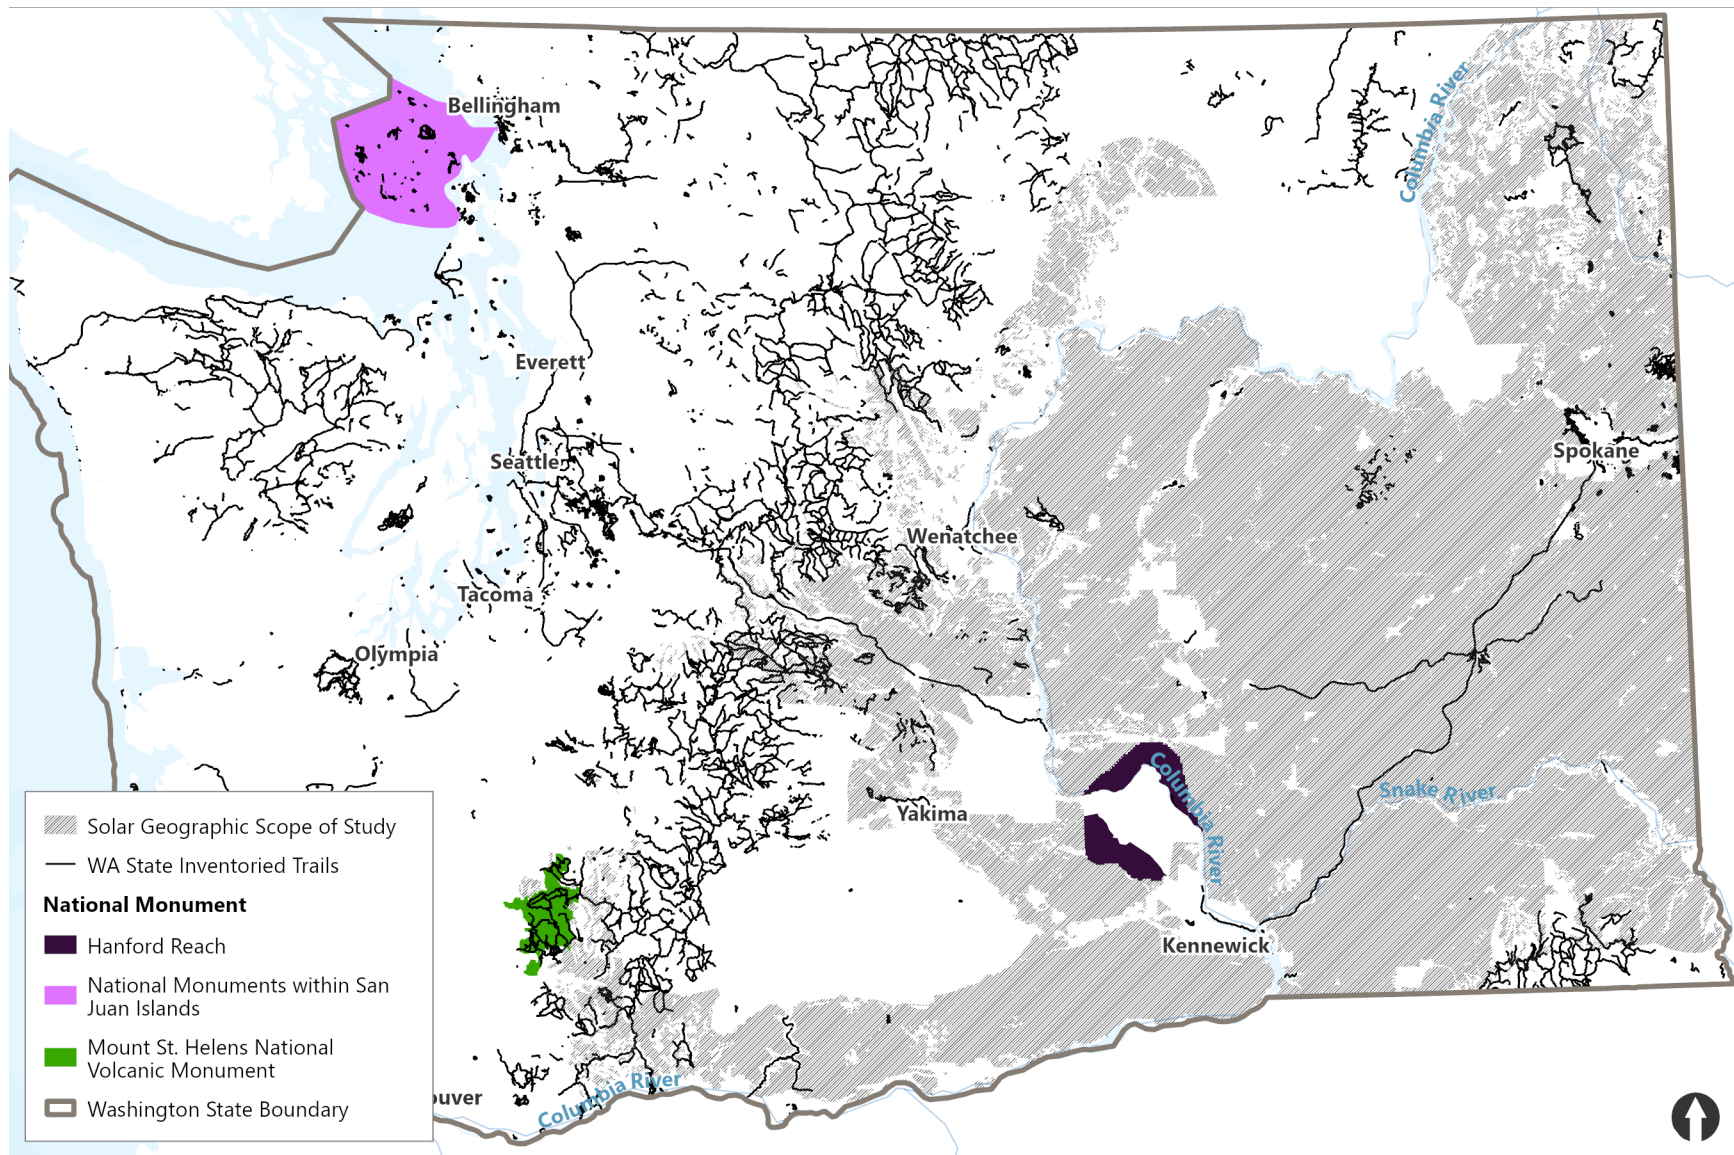 Bellingham
Columbia River
Everett
Seattle
Spokane
Wenatchee
Tacoma
Olympia
Columbia River
Snake River
Yakima
Kennewick
Columbia River
ouver
Solar Geographic Scope of Study
WA State Inventoried Trails
National Monument
Hanford Reach
National Monuments within San
Juan Islands
Mount St. Helens National
Volcanic Monument
Washington State Boundary